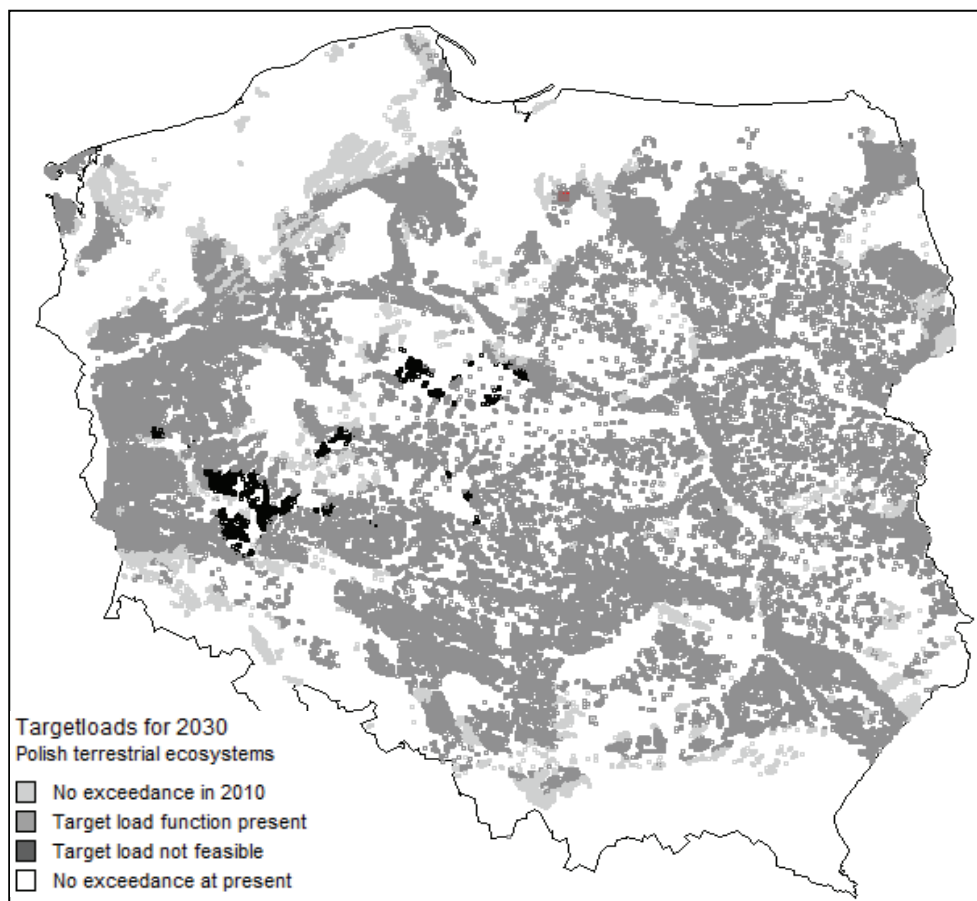 Targetloads for 2030
Polish terrestrial ecosystems
No exceedance in 2010
Target load function present
Target load not feasible
No exceedance at present